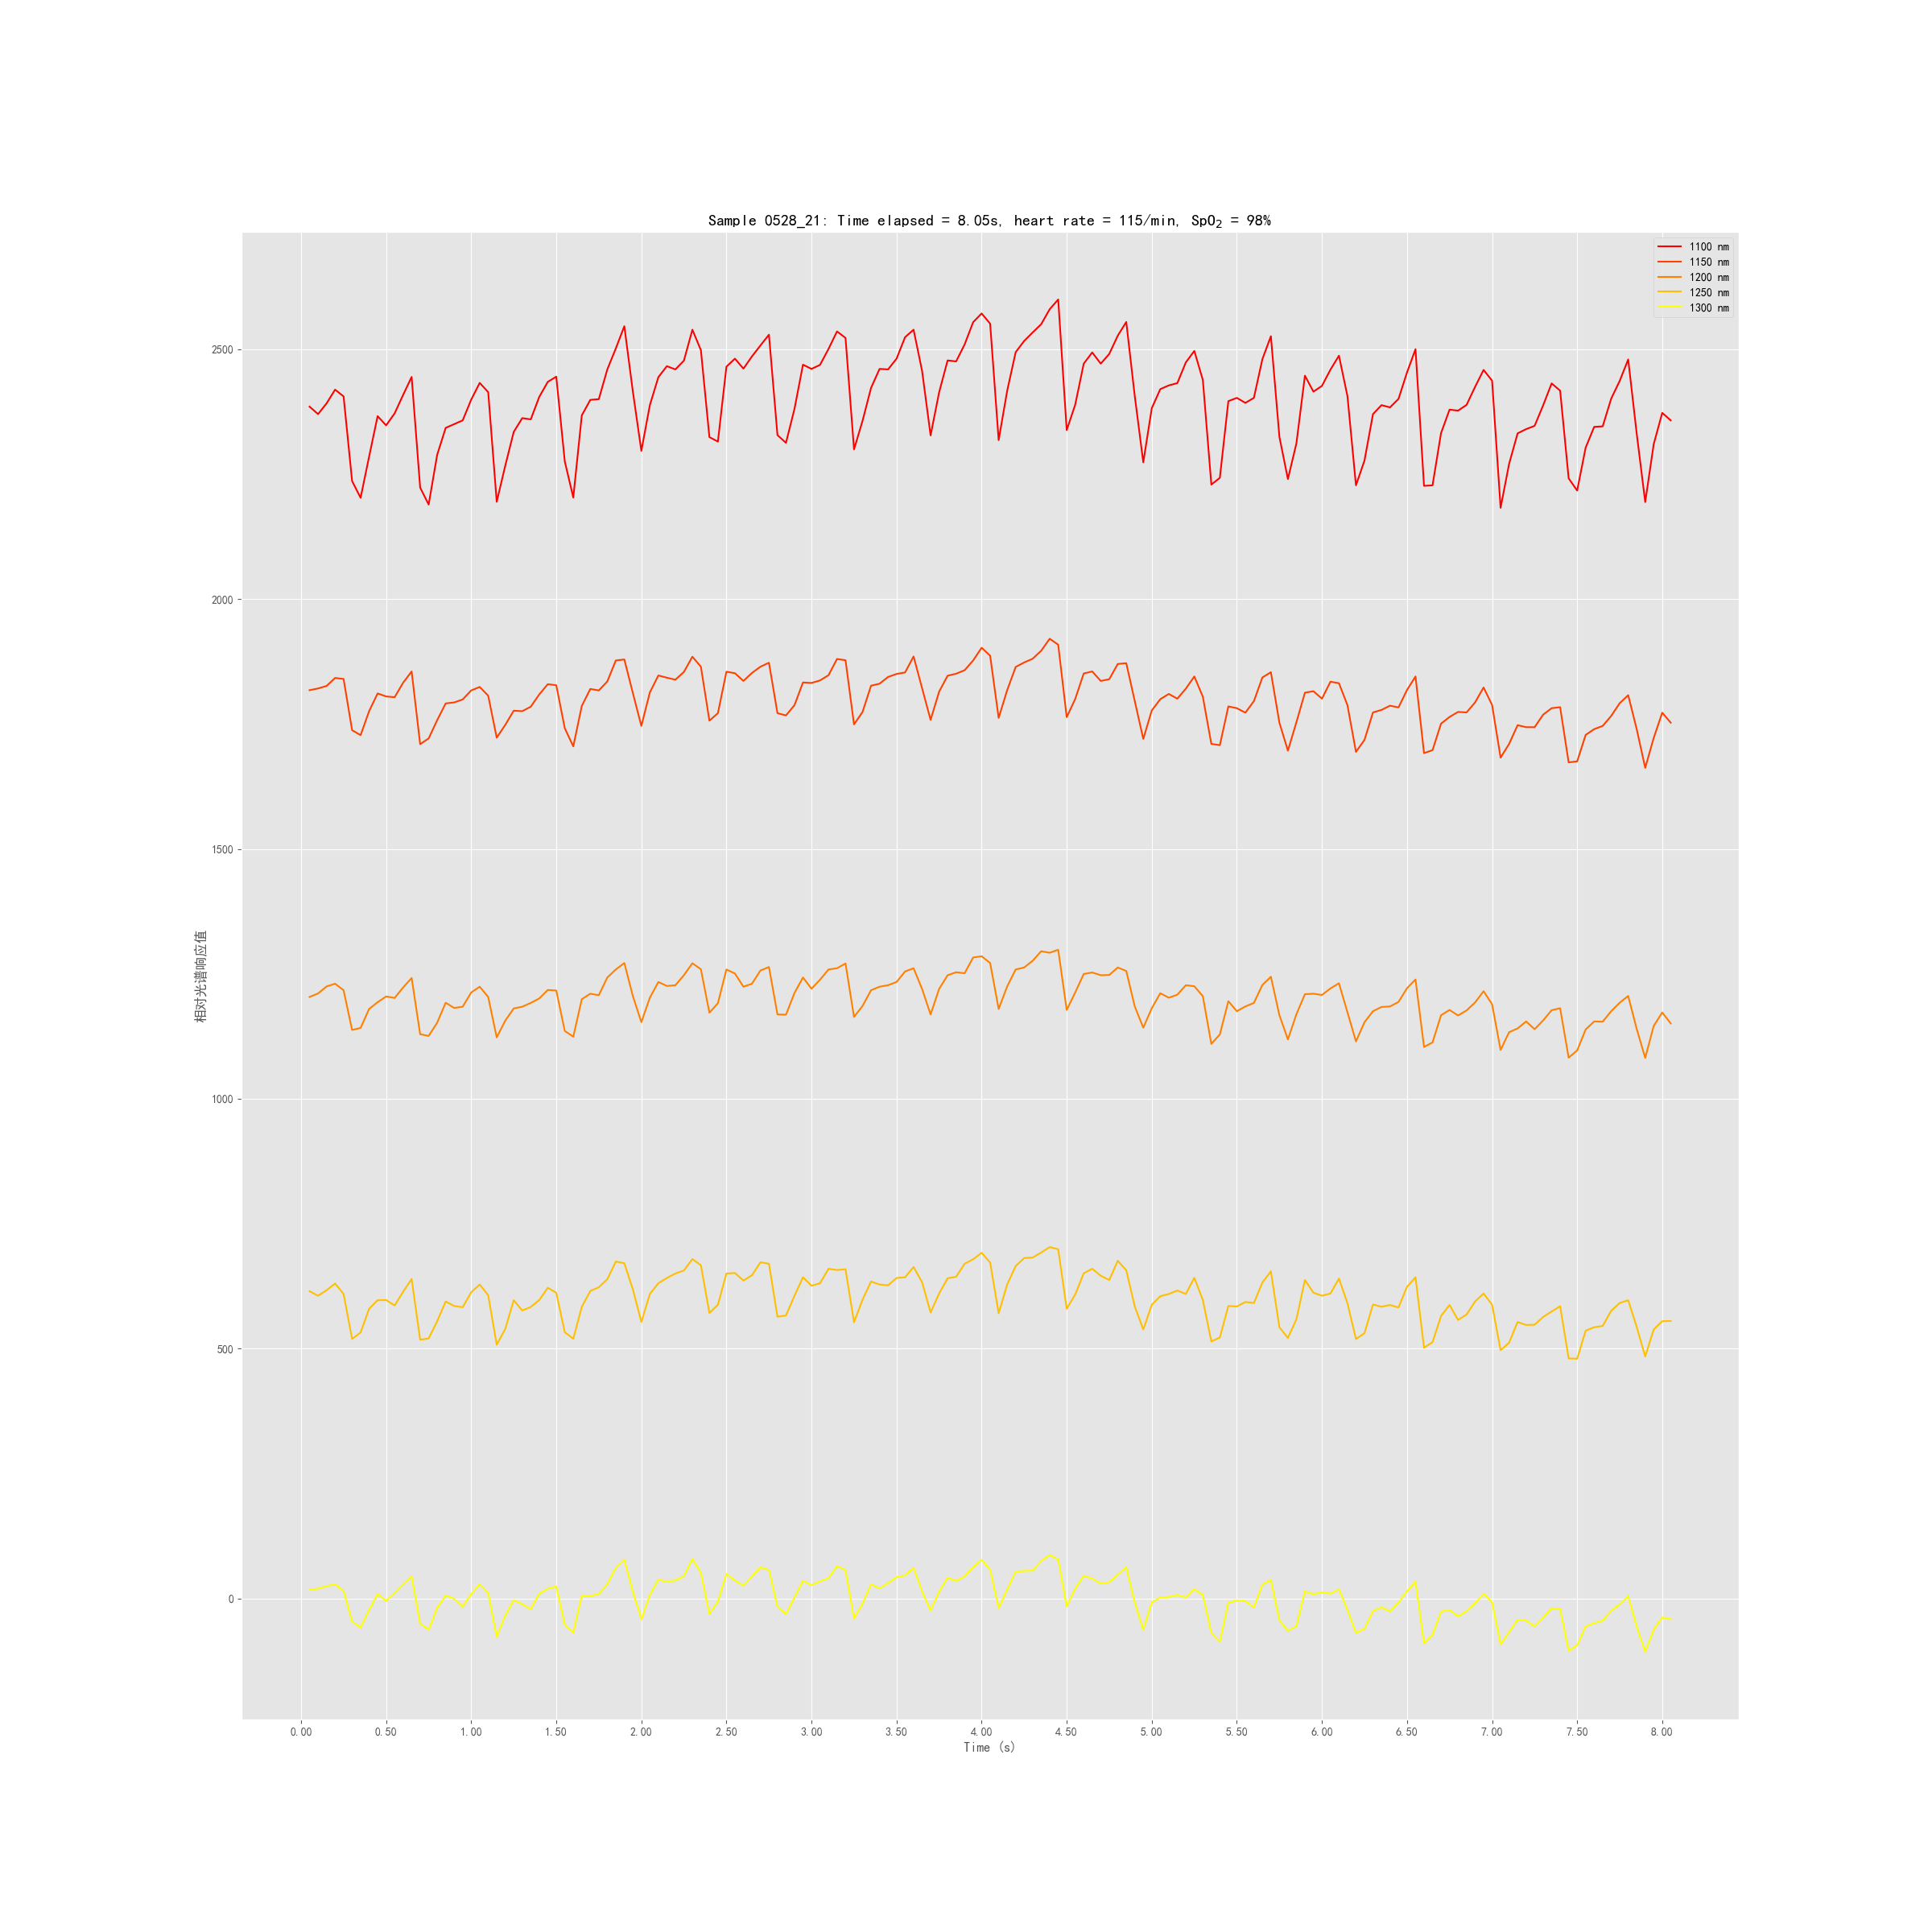 Sample 0528_21: Time elapsed = 8.05s, heart rate = 115/min, SpO₂ = 98%
1100 nm
1150 nm
1200 nm
1250 nm
1300 nm
2500
2000
1500
1000
500
0
相对光谱响应值
0.00 0.50 1.00 1.50 2.00 2.50 3.00 3.50 4.00 4.50 5.00 5.50 6.00 6.50 7.00 7.50 8.00
Time (s)